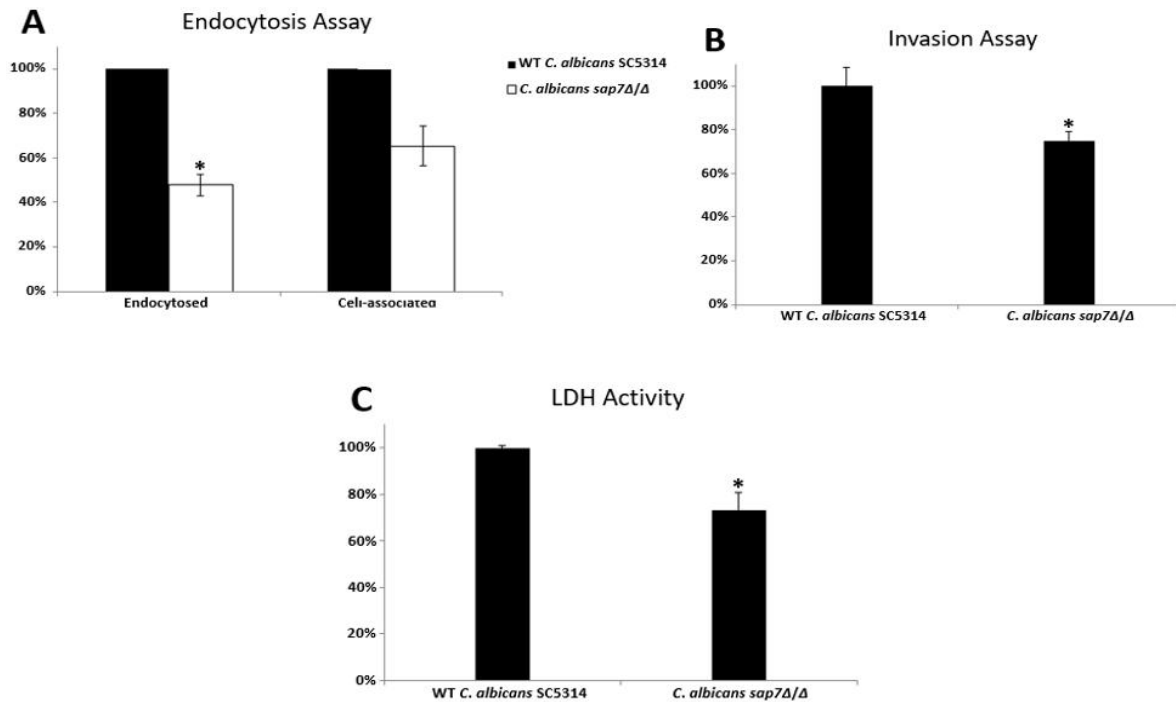 A
Endocytosis Assay
100%
80%
60%
40%
20%
0%
*
Endocytosed
Cell-associated
WT C. albicans SC5314
C. albicans sap7Δ/Δ
B
Invasion Assay
100%
80%
60%
40%
20%
0%
*
WT C. albicans SC5314
C. albicans sap7Δ/Δ
C
LDH Activity
100%
80%
60%
40%
20%
0%
*
WT C. albicans SC5314
C. albicans sap7Δ/Δ